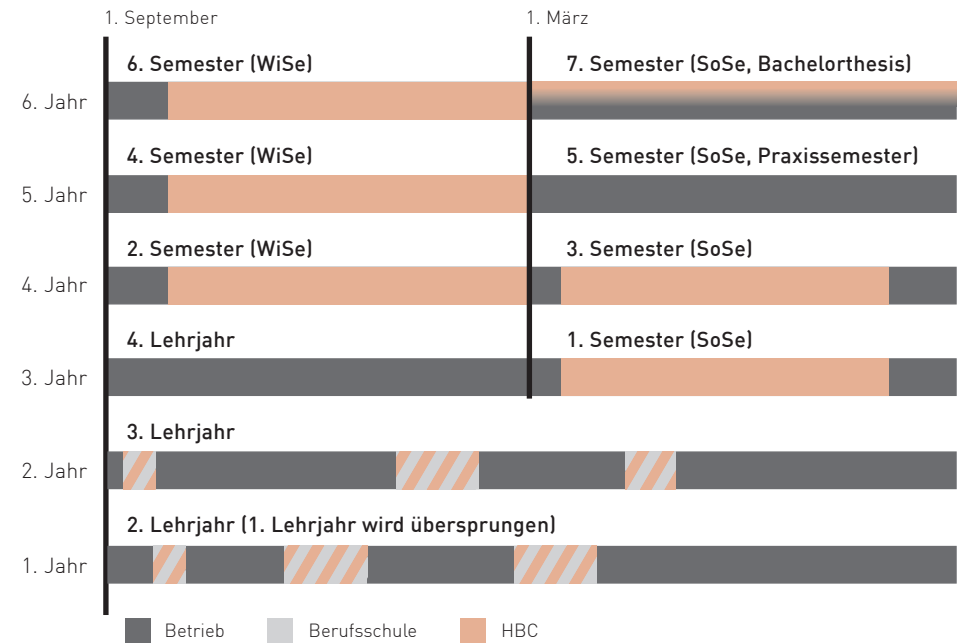 1. September 1. März
6. Semester (WiSe) 7. Semester (SoSe, Bachelorthesis)
6. Jahr
4. Semester (WiSe) 5. Semester (SoSe, Praxissemester)
5. Jahr
2. Semester (WiSe) 3. Semester (SoSe)
4. Jahr
4. Lehrjahr 1. Semester (SoSe)
3. Jahr
3. Lehrjahr
2. Jahr
2. Lehrjahr (1. Lehrjahr wird übersprungen)
1. Jahr
Betrieb Berufsschule HBC